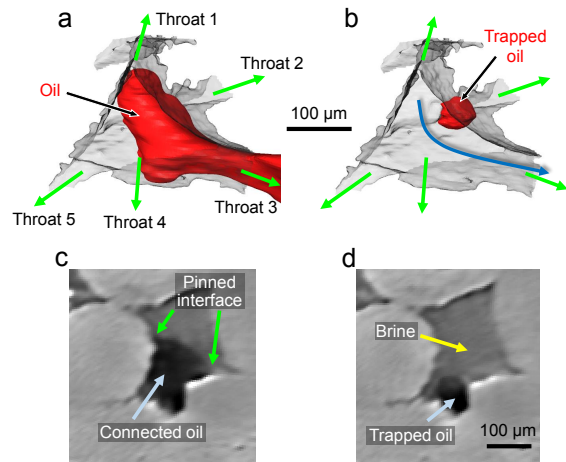 a
Throat 1
Throat 2
Oil
Throat 5
Throat 4
Throat 3
100 µm
b
Trapped
oil
c
Pinned
interface
Connected oil
d
Brine
Trapped oil
100 µm